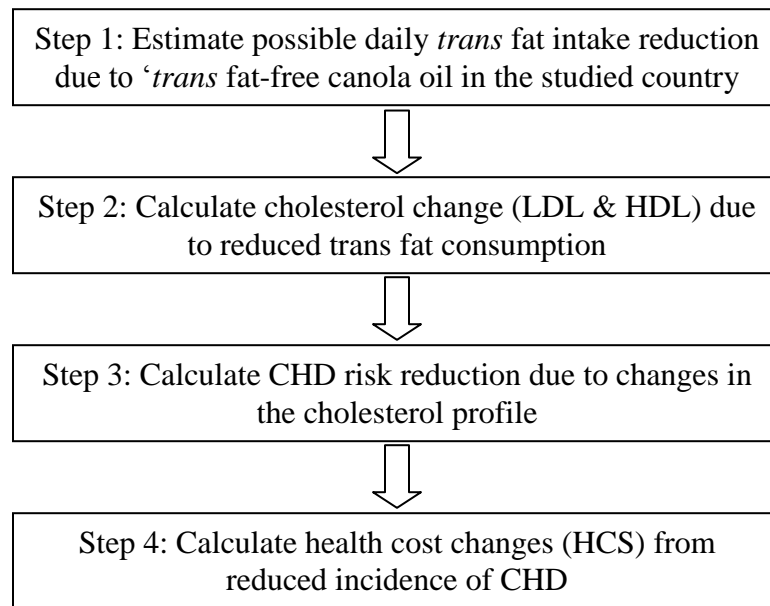 Step 1: Estimate possible daily trans fat intake reduction
due to ‘trans fat-free canola oil in the studied country
Step 2: Calculate cholesterol change (LDL & HDL) due
to reduced trans fat consumption
Step 3: Calculate CHD risk reduction due to changes in
the cholesterol profile
Step 4: Calculate health cost changes (HCS) from
reduced incidence of CHD